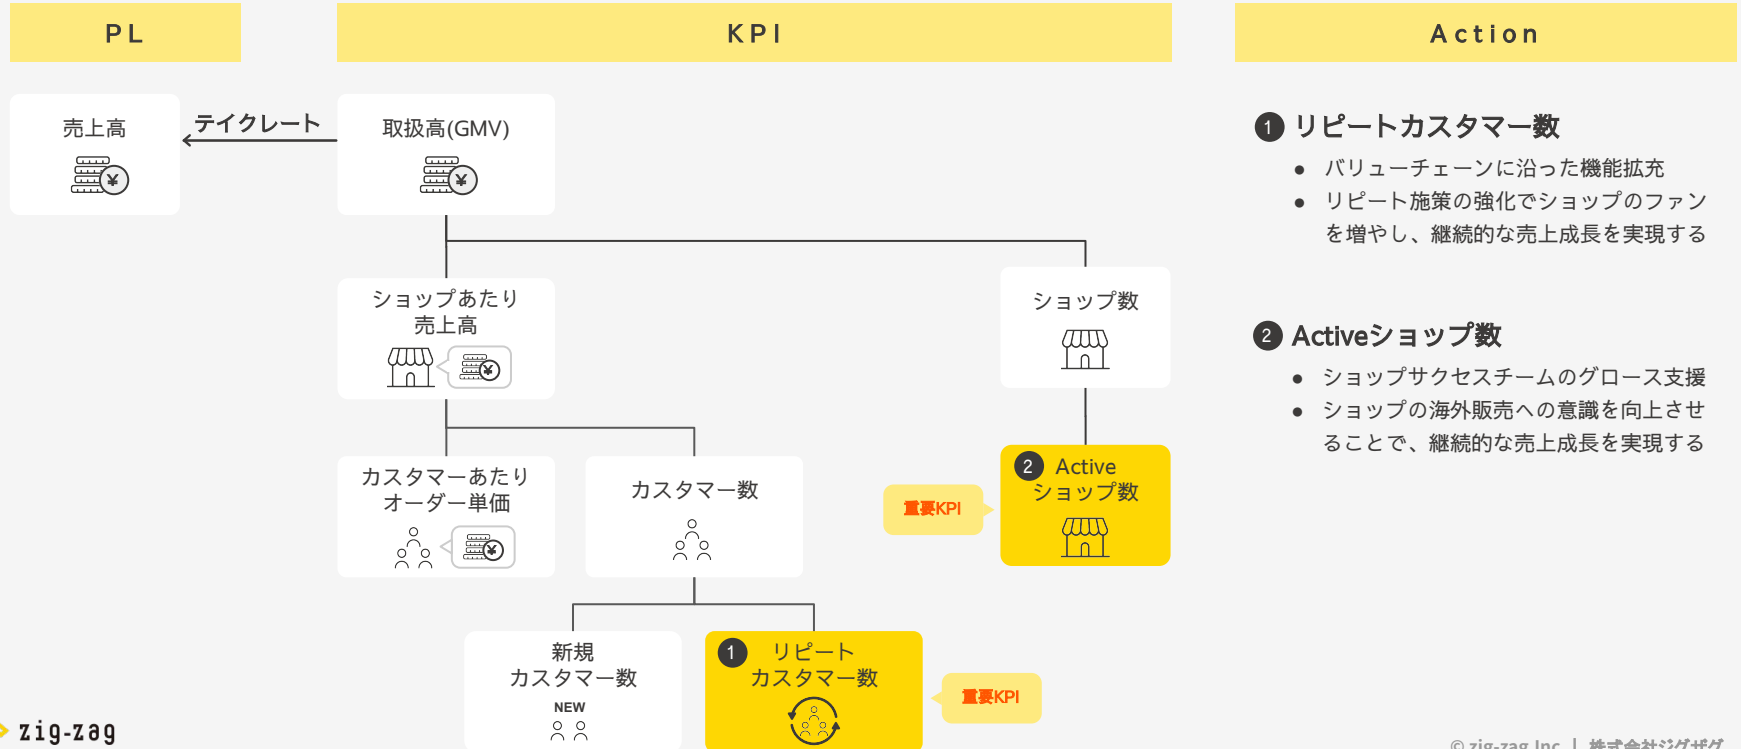 PL
KPI
Action
売上高
¥
テイクレート
取扱高(GMV)
¥
ショップあたり
売上高
¥
ショップ数
カスタマーあたり
オーダー単価
¥
カスタマー数
重要KPI
2 Active
ショップ数
新規
カスタマー数
NEW
1 リピート
カスタマー数
重要KPI
1 リピートカスタマー数
● バリューチェーンに沿った機能拡充
● リピート施策の強化でショップのファン
を増やし、継続的な売上成長を実現する
2 Activeショップ数
● ショップサクセスチームのグロース支援
● ショップの海外販売への意識を向上させ
ることで、継続的な売上成長を実現する
zig-zag
© zig-zag Inc | 株式会社ジグザグ